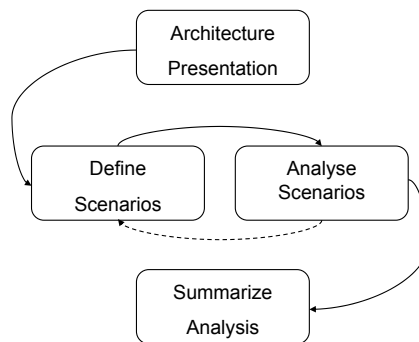 Architecture
Presentation
Define
Scenarios
Analyse
Scenarios
Summarize
Analysis